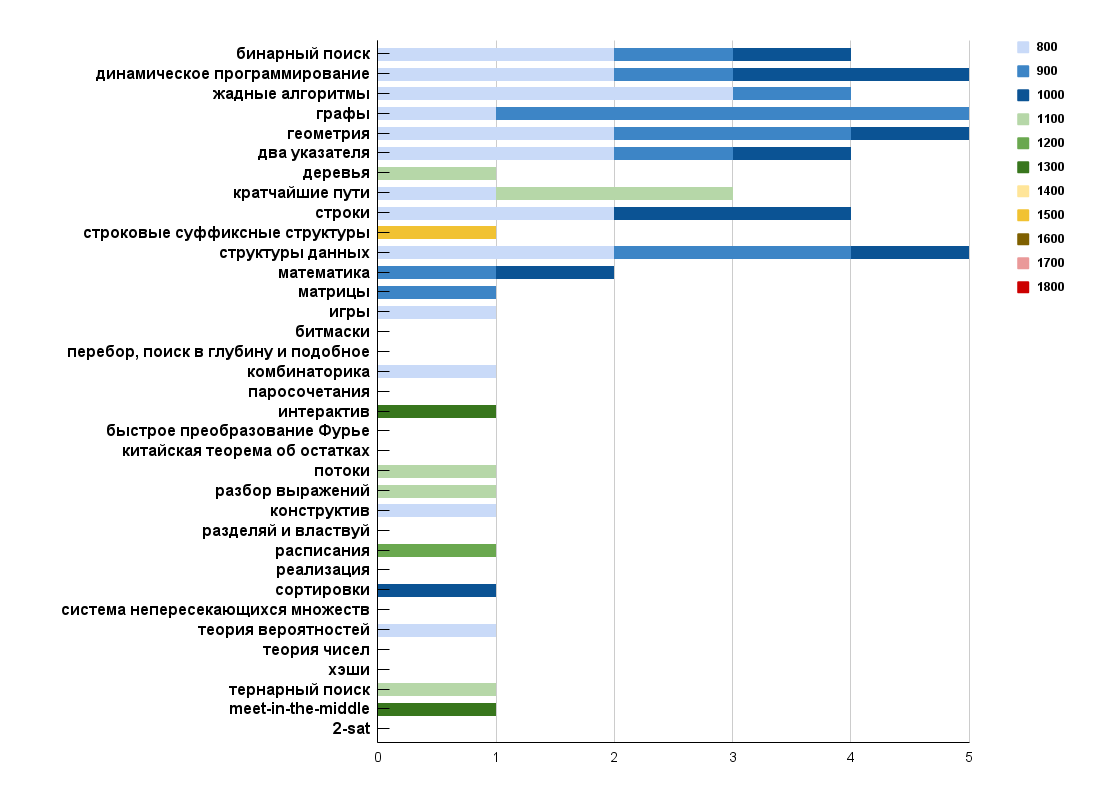 бинарный поиск
динамическое программирование
жадные алгоритмы
графы
геометрия
два указателя
деревья
кратчайшие пути
строки
строковые суффиксные структуры
структуры данных
математика
матрицы
игры
битмаски
перебор, поиск в глубину и подобное
комбинаторика
паросочетания
интерактив
быстрое преобразование Фурье
китайская теорема об остатках
потоки
разбор выражений
конструктив
разделяй и властвуй
расписания
реализация
сортировки
система непересекающихся множеств
теория вероятностей
теория чисел
хэши
тернарный поиск
meet-in-the-middle
2-sat
0 1 2 3 4 5
800
900
1000
1100
1200
1300
1400
1500
1600
1700
1800